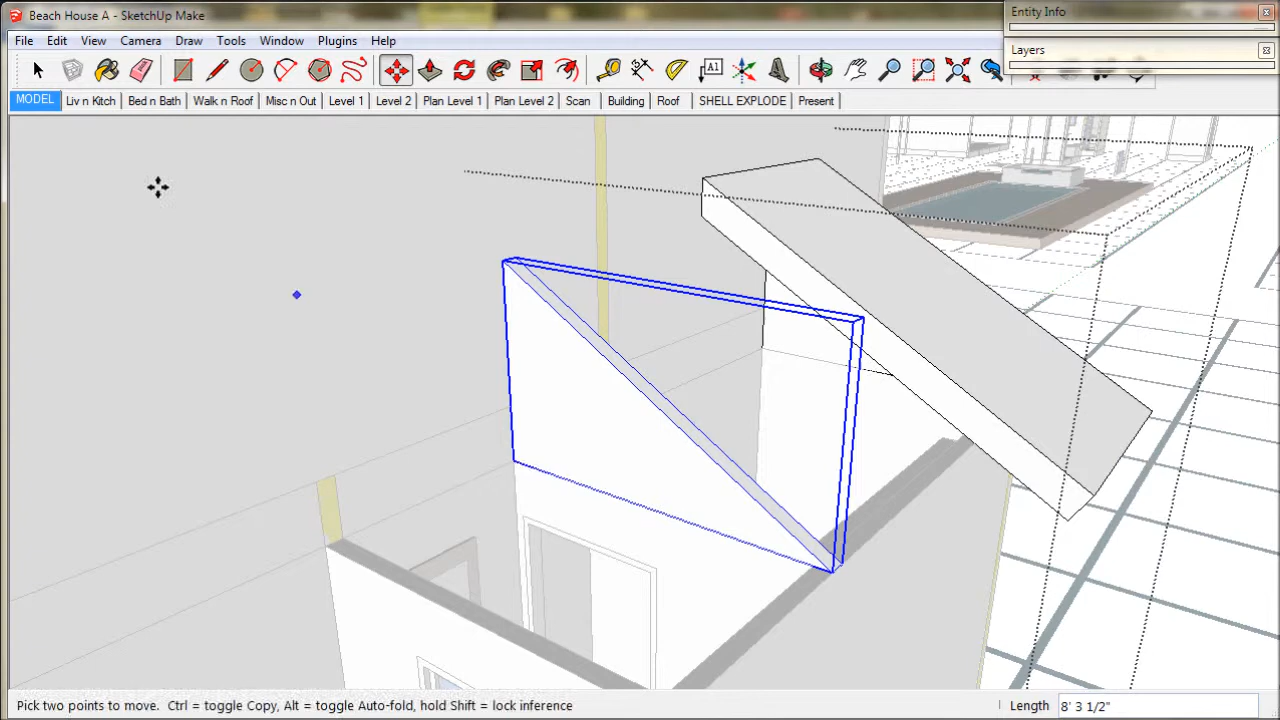 Beach House A - SketchUp Make
Entity Info
File Edit View Camera Draw Tools Window Plugins Help
Layers
A1
MODEL Liv n Kitch Bed n Bath Walk n Roof Misc n Out Level 1 Level 2 Plan Level 1 Plan Level 2 Scan Building Roof SHELL EXPLODE Present
Pick two points to move. Ctrl = toggle Copy, Alt = toggle Auto-fold, hold Shift = lock inference
Length 8' 3 1/2"